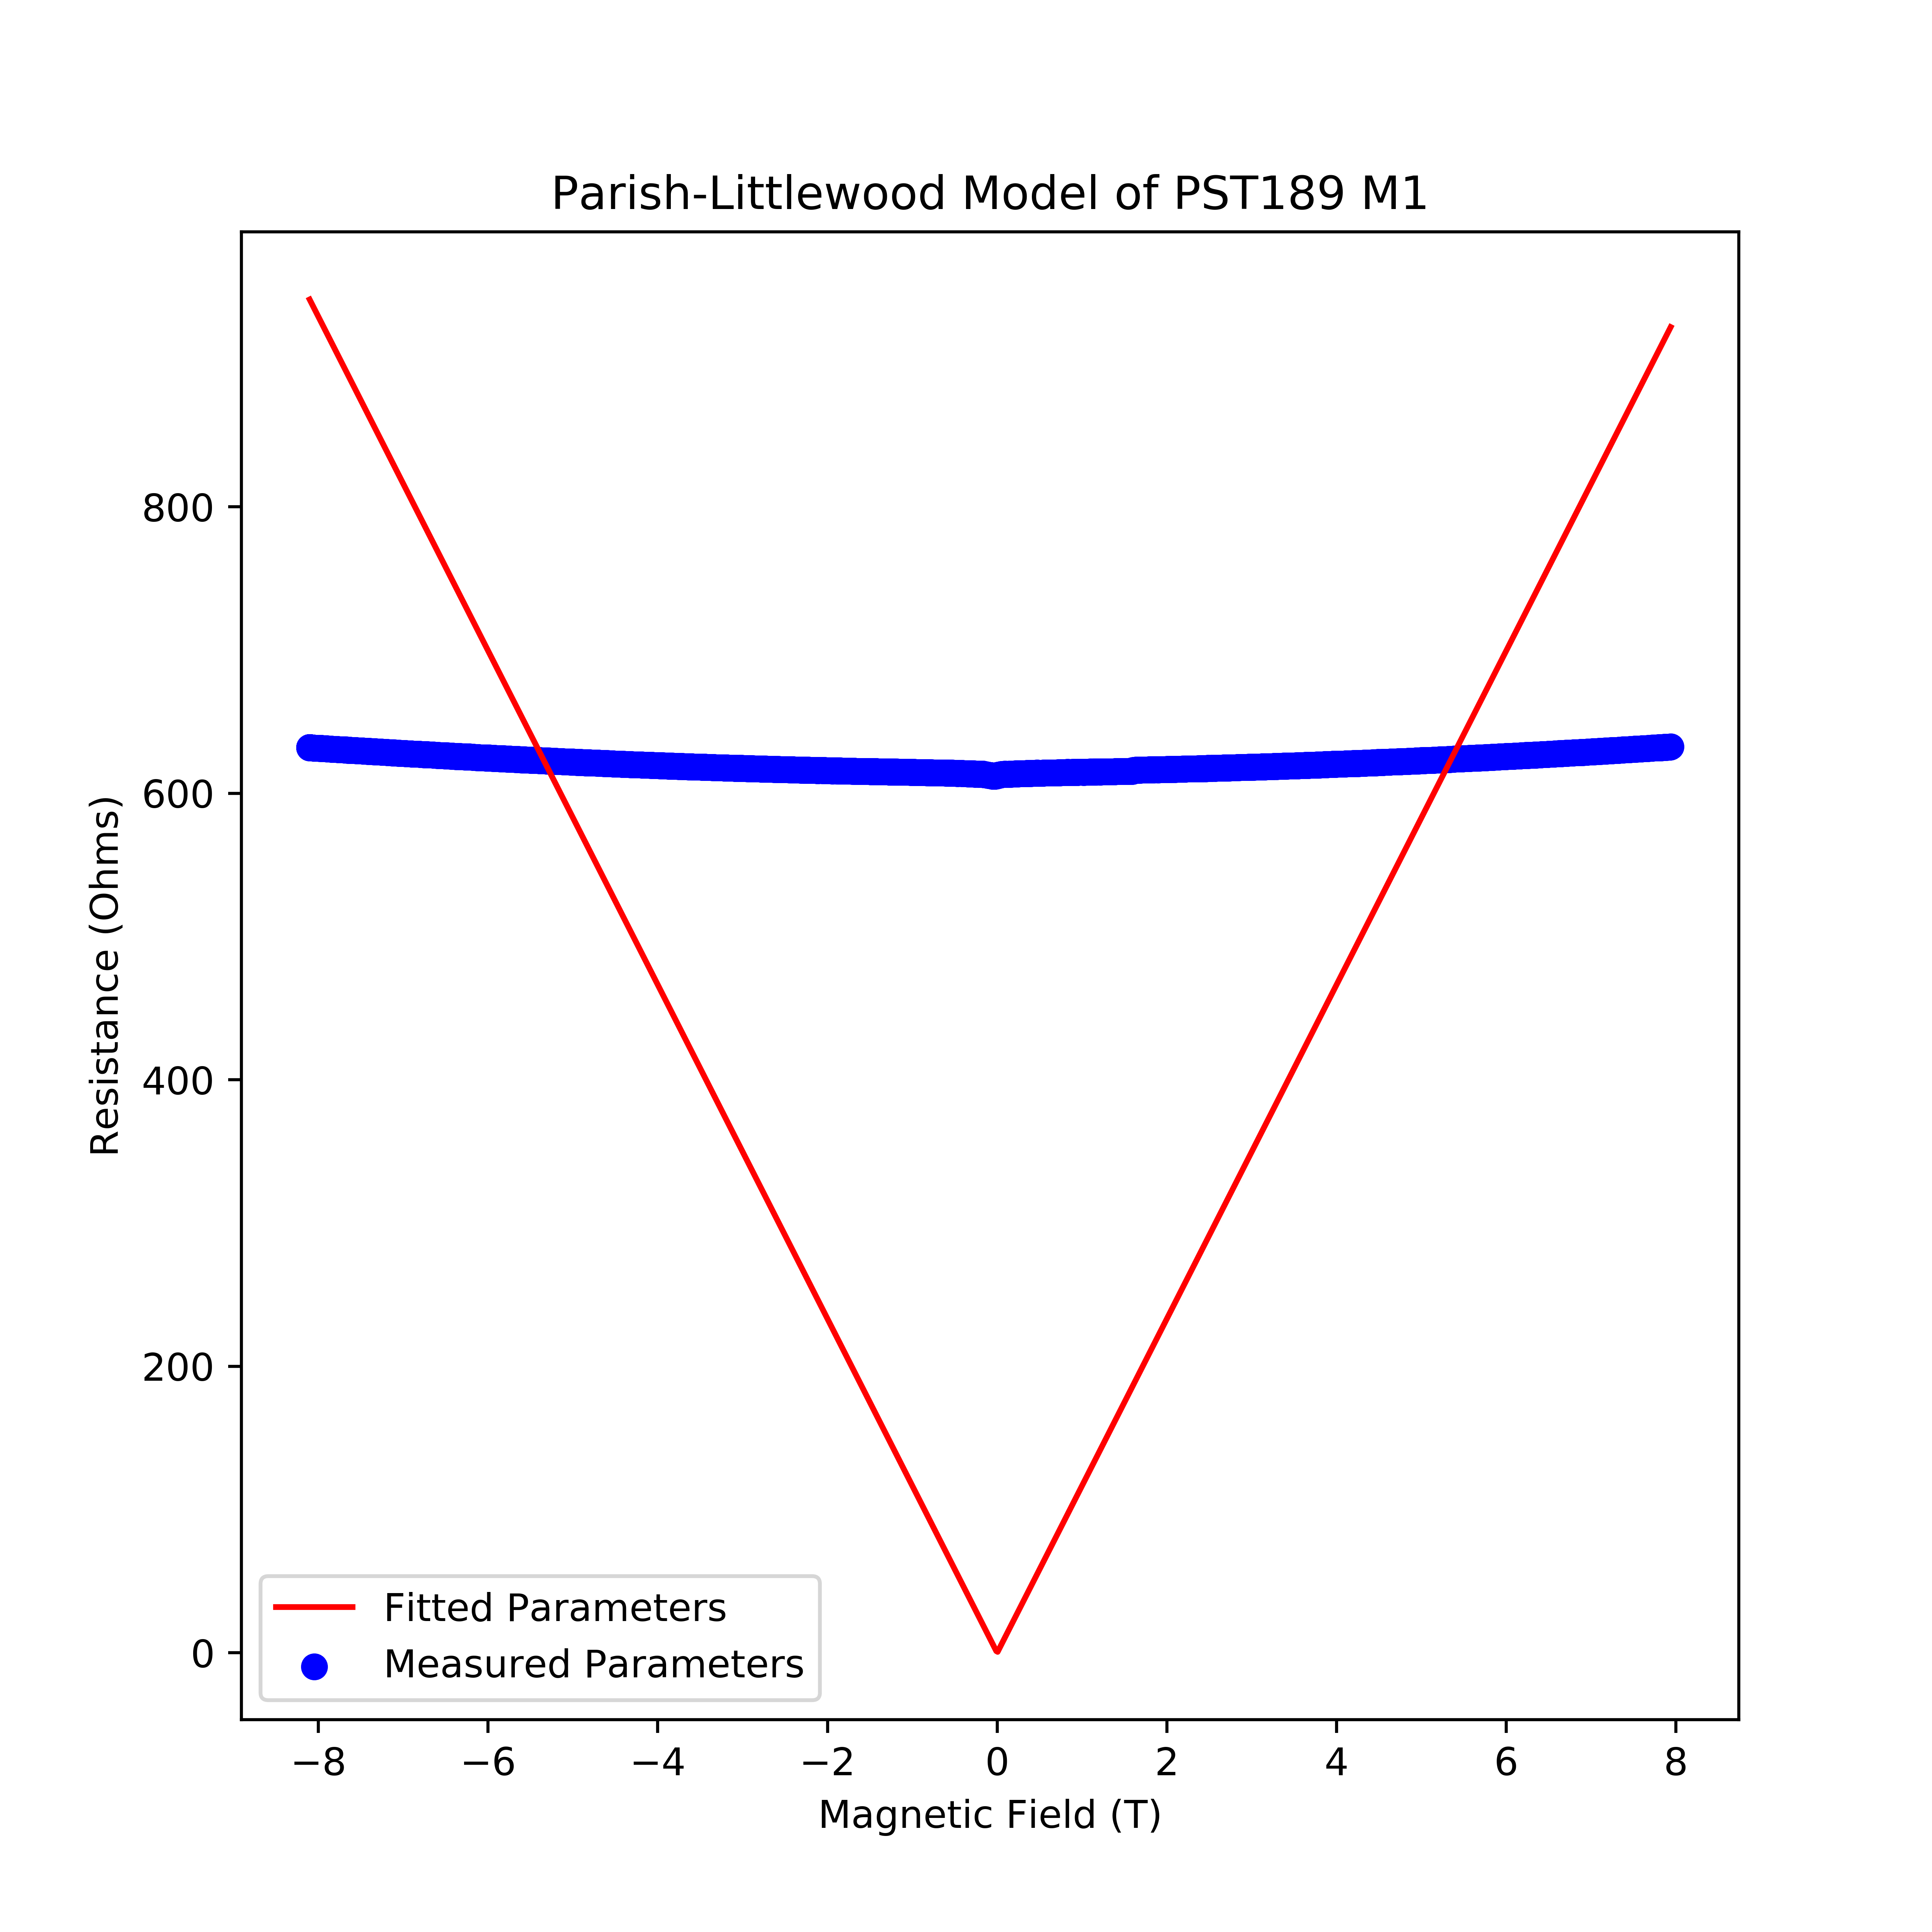 Parish-Littlewood Model of PST189 M1
800
600
400
200
0
Resistance (Ohms)
Fitted Parameters
Measured Parameters
−8 −6 −4 −2 0 2 4 6 8
Magnetic Field (T)